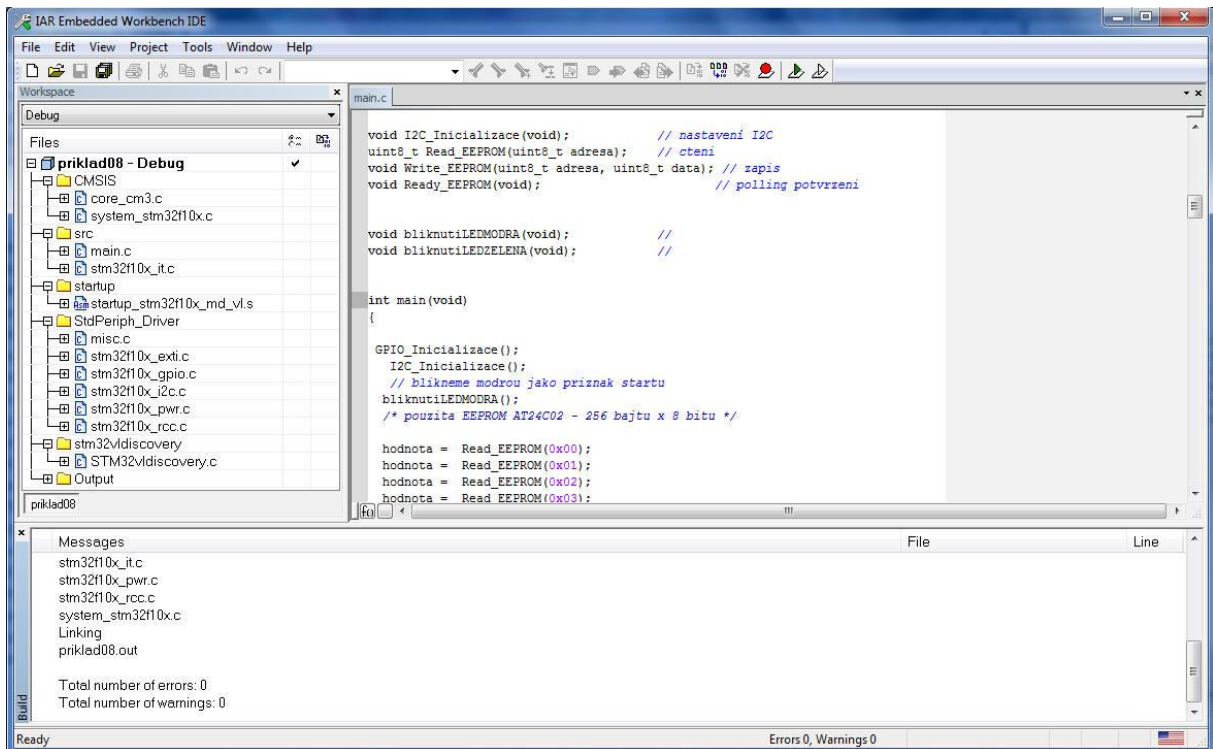 IAR Embedded Workbench IDE
File Edit View Project Tools Window Help
Workspace
Debug
Files
priklad08 - Debug
CMSIS
core_cm3.c
system_stm32f10x.c
src
main.c
stm32f10x_it.c
startup
startup_stm32f10x_md_vl.s
StdPeriph_Driver
misc.c
stm32f10x_exti.c
stm32f10x_gpio.c
stm32f10x_i2c.c
stm32f10x_pwr.c
stm32f10x_rcc.c
stm32vldiscovery
STM32vldiscovery.c
Output
priklad08
main.c
void I2C_Inicializace(void); // nastavení I2C
uint8_t Read_EEPROM(uint8_t adresa); // cteni
void Write_EEPROM(uint8_t adresa, uint8_t data); // zapis
void Ready_EEPROM(void); // polling potvrzeni
void bliknutiLEDMODRA(void); //
void bliknutiLEDZELENA(void); //
int main(void)
{
GPIO_Inicializace();
I2C_Inicializace();
// blikneme modrou jako priznak startu
bliknutiLEDMODRA();
/* pouzita EEPROM AT24C02 - 256 bajtu x 8 bitu */
hodnota = Read_EEPROM(0x00);
hodnota = Read_EEPROM(0x01);
hodnota = Read_EEPROM(0x02);
hodnota = Read_EEPROM(0x03);
Messages File Line
stm32f10x_it.c
stm32f10x_pwr.c
stm32f10x_rcc.c
system_stm32f10x.c
Linking
priklad08.out
Total number of errors: 0
Total number of warnings: 0
Build
Ready Errors 0, Warnings 0